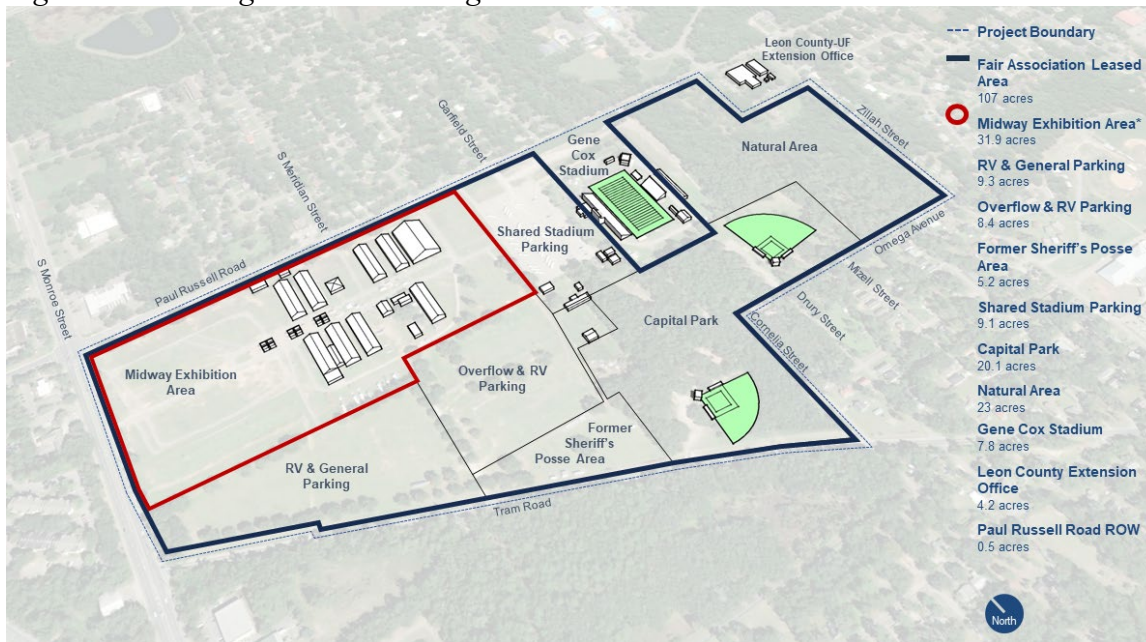 Leon County-UF
Extension Office
Zillah Street
Garfield Street
Gene
Cox
Stadium
Natural Area
S Meridian Street
Shared Stadium
Parking
Omega Avenue
Mizell Street
Drury Street
Cornelia Street
S Monroe Street
Paul Russell Road
Capital Park
Midway Exhibition
Area
Overflow & RV
Parking
Former
Sheriff's
Posse Area
RV & General
Parking
Tram Road
Project Boundary
Fair Association Leased
Area
107 acres
Midway Exhibition Area*
31.9 acres
RV & General Parking
9.3 acres
Overflow & RV Parking
8.4 acres
Former Sheriff's Posse
Area
5.2 acres
Shared Stadium Parking
9.1 acres
Capital Park
20.1 acres
Natural Area
23 acres
Gene Cox Stadium
7.8 acres
Leon County Extension
Office
4.2 acres
Paul Russell Road ROW
0.5 acres
North